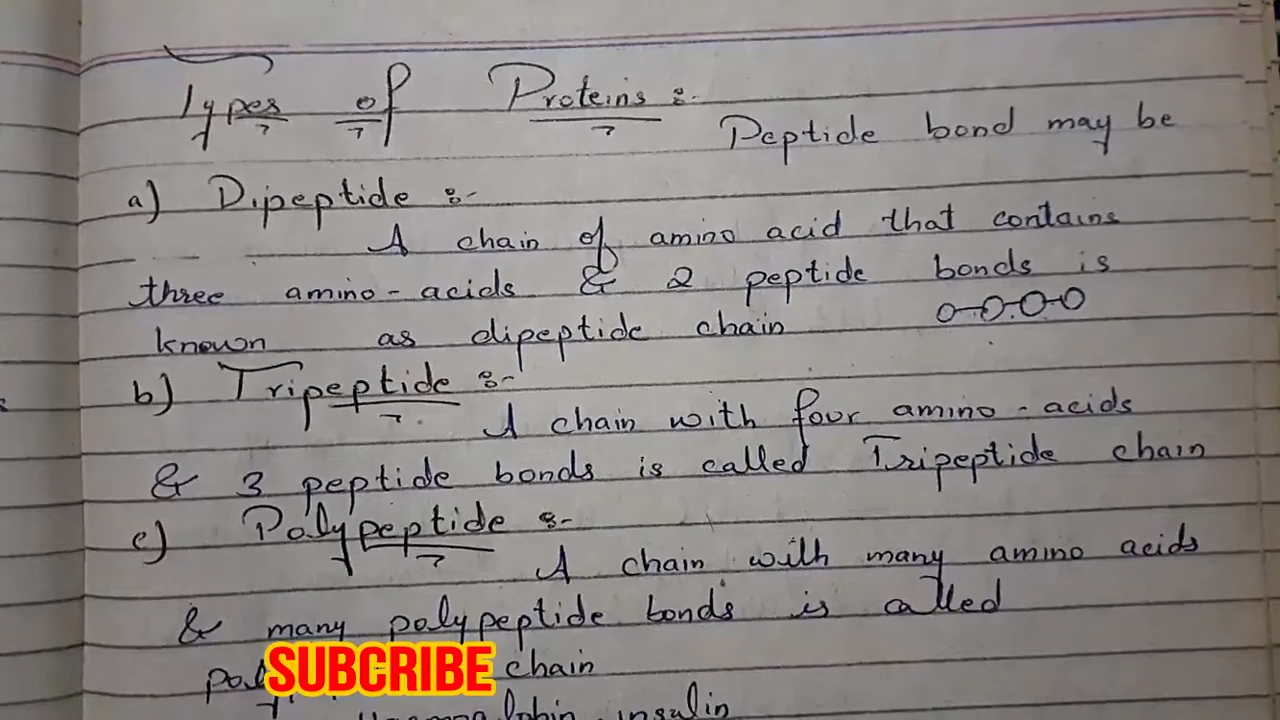 Types of Proteins :-
Peptide bond may be
a) Dipeptide :-
A chain of amino acid that contains
three amino-acids & 2 peptide bonds is
known as dipeptide chain
b) Tripeptide :-
A chain with four amino-acids
& 3 peptide bonds is called Tripeptide chain
c) Polypeptide :-
A chain with many amino acids
& many polypeptide bonds is called
chain
SUBCRIBE
insulin